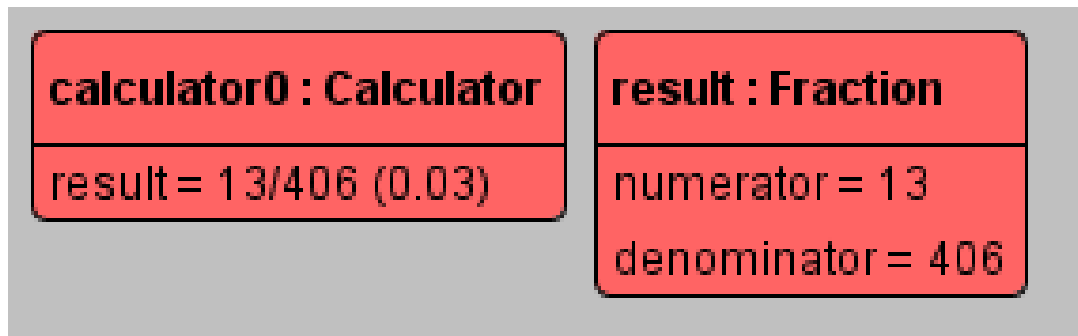 calculator0 : Calculator
result = 13/406 (0.03)
result : Fraction
numerator = 13
denominator = 406